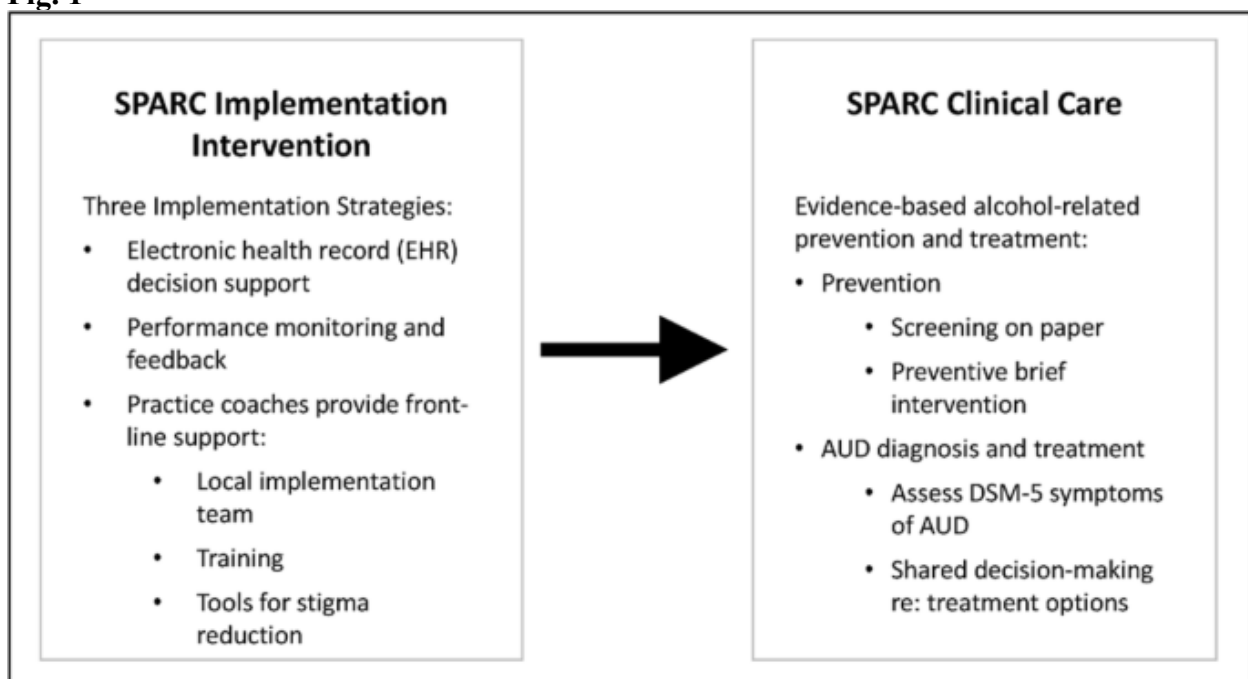 Fig. 1
SPARC Implementation
Intervention
Three Implementation Strategies:
• Electronic health record (EHR)
decision support
• Performance monitoring and
feedback
• Practice coaches provide front-
line support:
• Local implementation
team
• Training
• Tools for stigma
reduction
SPARC Clinical Care
Evidence-based alcohol-related
prevention and treatment:
• Prevention
• Screening on paper
• Preventive brief
intervention
• AUD diagnosis and treatment
• Assess DSM-5 symptoms
of AUD
• Shared decision-making
re: treatment options